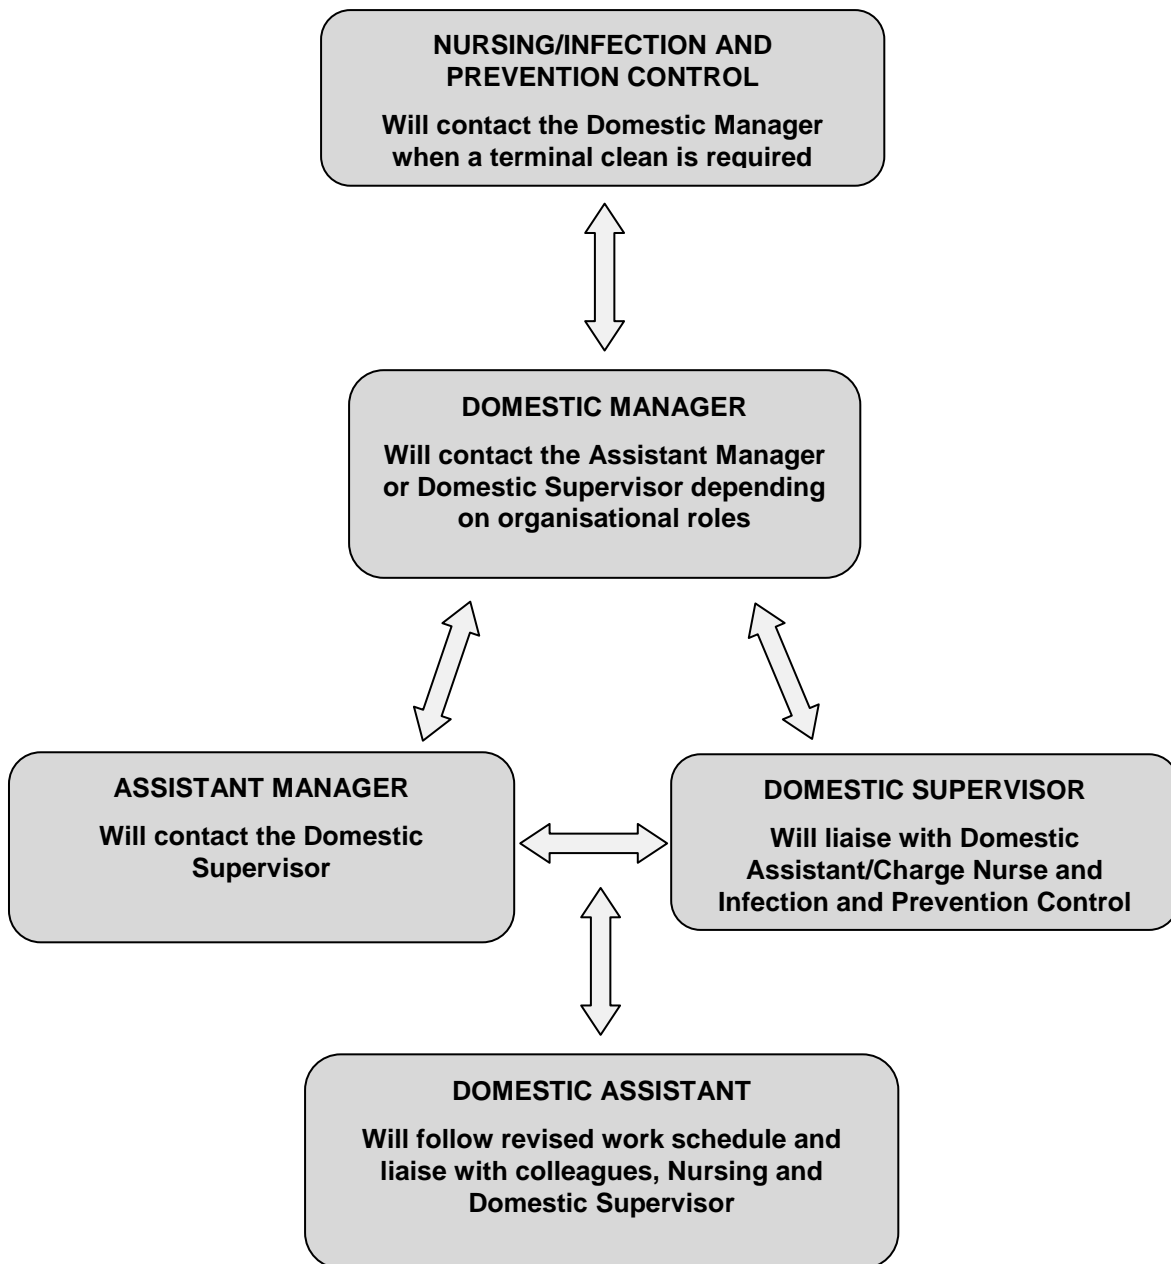 NURSING/INFECTION AND
PREVENTION CONTROL
Will contact the Domestic Manager
when a terminal clean is required
DOMESTIC MANAGER
Will contact the Assistant Manager
or Domestic Supervisor depending
on organisational roles
ASSISTANT MANAGER
Will contact the Domestic
Supervisor
DOMESTIC SUPERVISOR
Will liaise with Domestic
Assistant/Charge Nurse and
Infection and Prevention Control
DOMESTIC ASSISTANT
Will follow revised work schedule and
liaise with colleagues, Nursing and
Domestic Supervisor